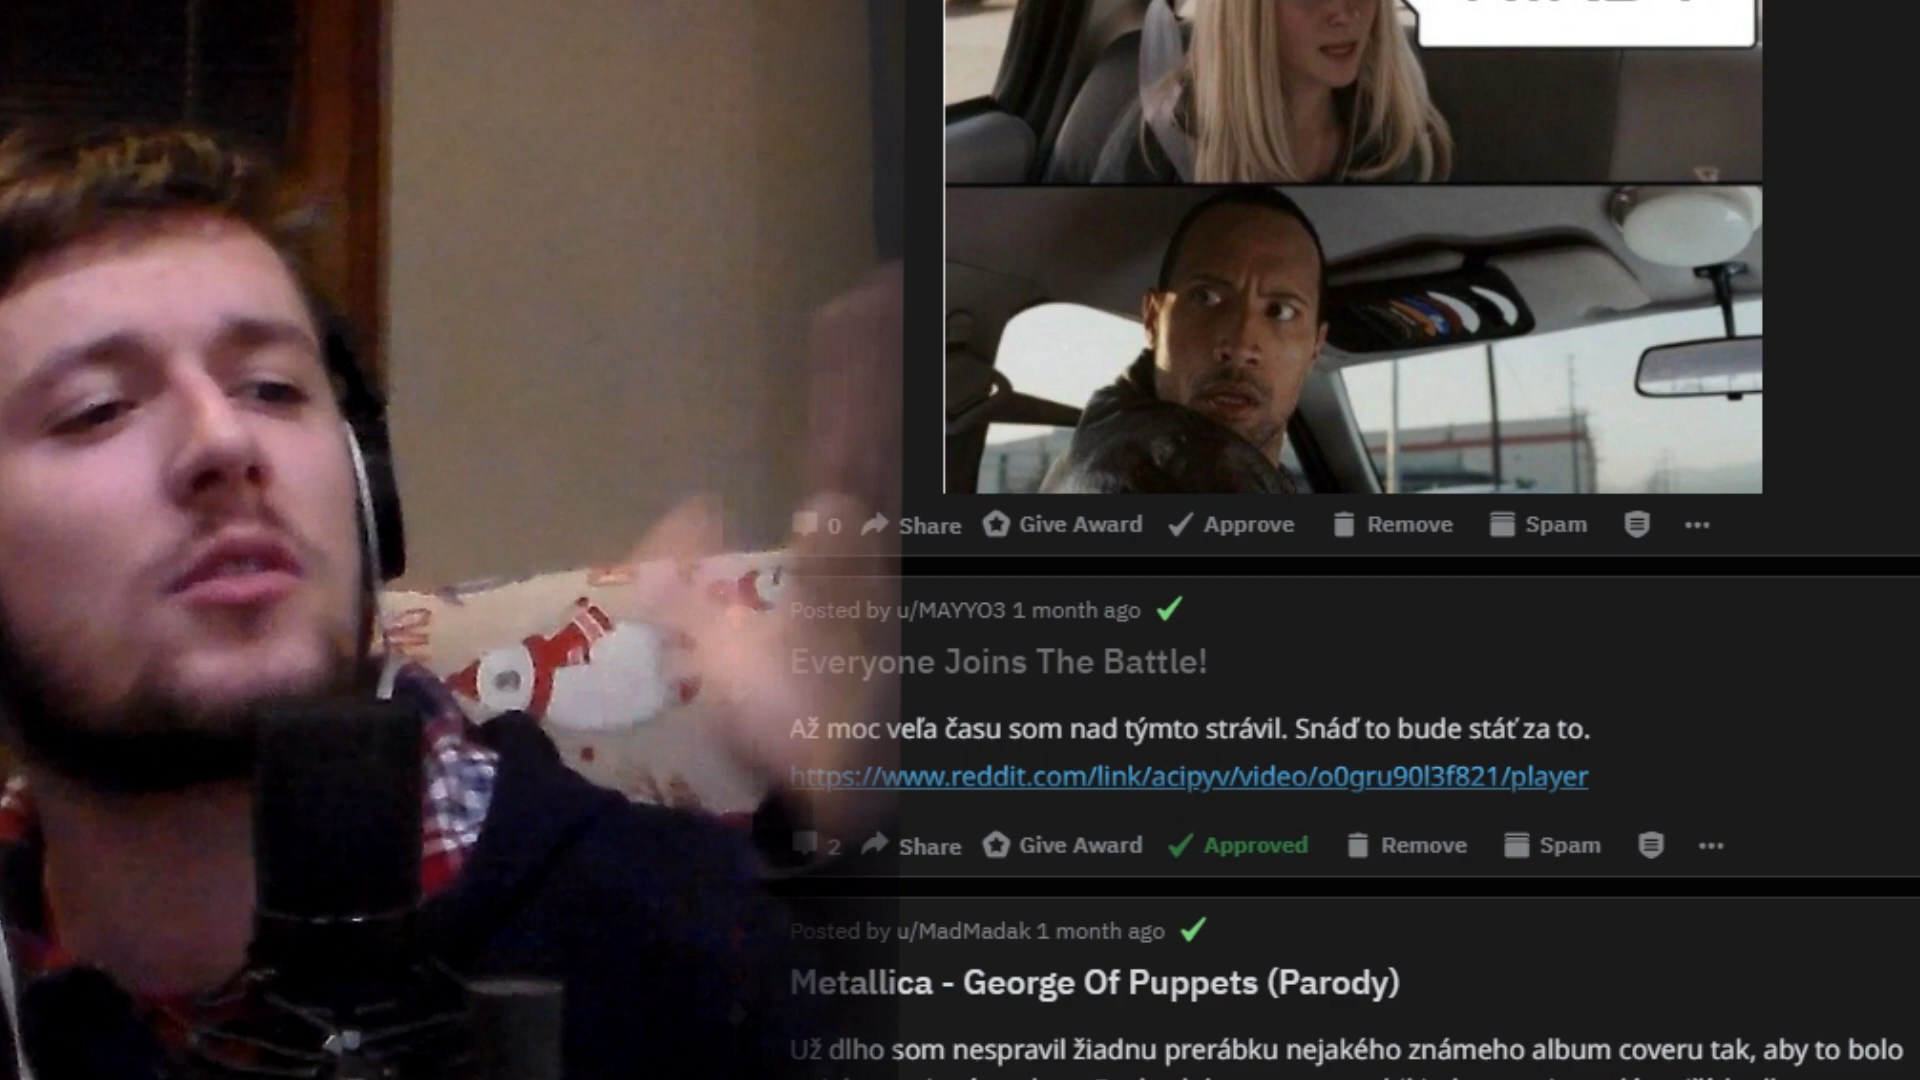 0 Share Give Award Approve Remove Spam
Posted by u/MAYYO3 1 month ago
Everyone Joins The Battle!
Až moc veľa času som nad týmto strávil. Snáď to bude stáť za to.
https://www.reddit.com/link/acipyv/video/o0gru90l3f821/player
2 Share Give Award Approved Remove Spam
Posted by u/MadMadak 1 month ago
Metallica - George Of Puppets (Parody)
Už dlho som nespravil žiadnu prerábku nejakého známeho album coveru tak, aby to bolo